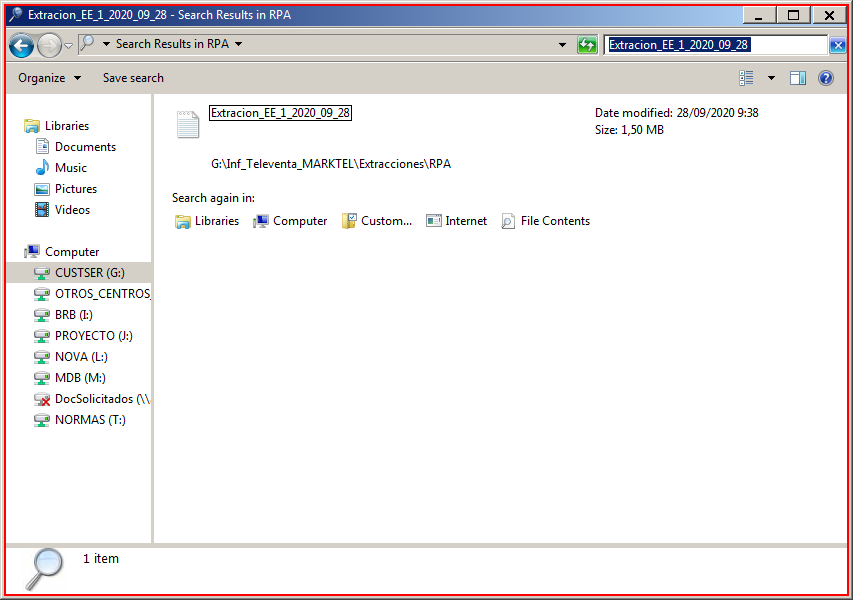 Extracion_EE_1_2020_09_28 - Search Results in RPA
Search Results in RPA
Extracion_EE_1_2020_09_28
Organize
Save search
Libraries
Documents
Music
Pictures
Videos
Computer
CUSTSER (G:)
OTROS_CENTROS_
BRB (I:)
PROYECTO (J:)
NOVA (L:)
MDB (M:)
DocSolicitados (\\
NORMAS (T:)
Extracion_EE_1_2020_09_28
Date modified: 28/09/2020 9:38
Size: 1,50 MB
G:\Inf_Televenta_MARKTEL\Extracciones\RPA
Search again in:
Libraries Computer Custom... Internet File Contents
1 item